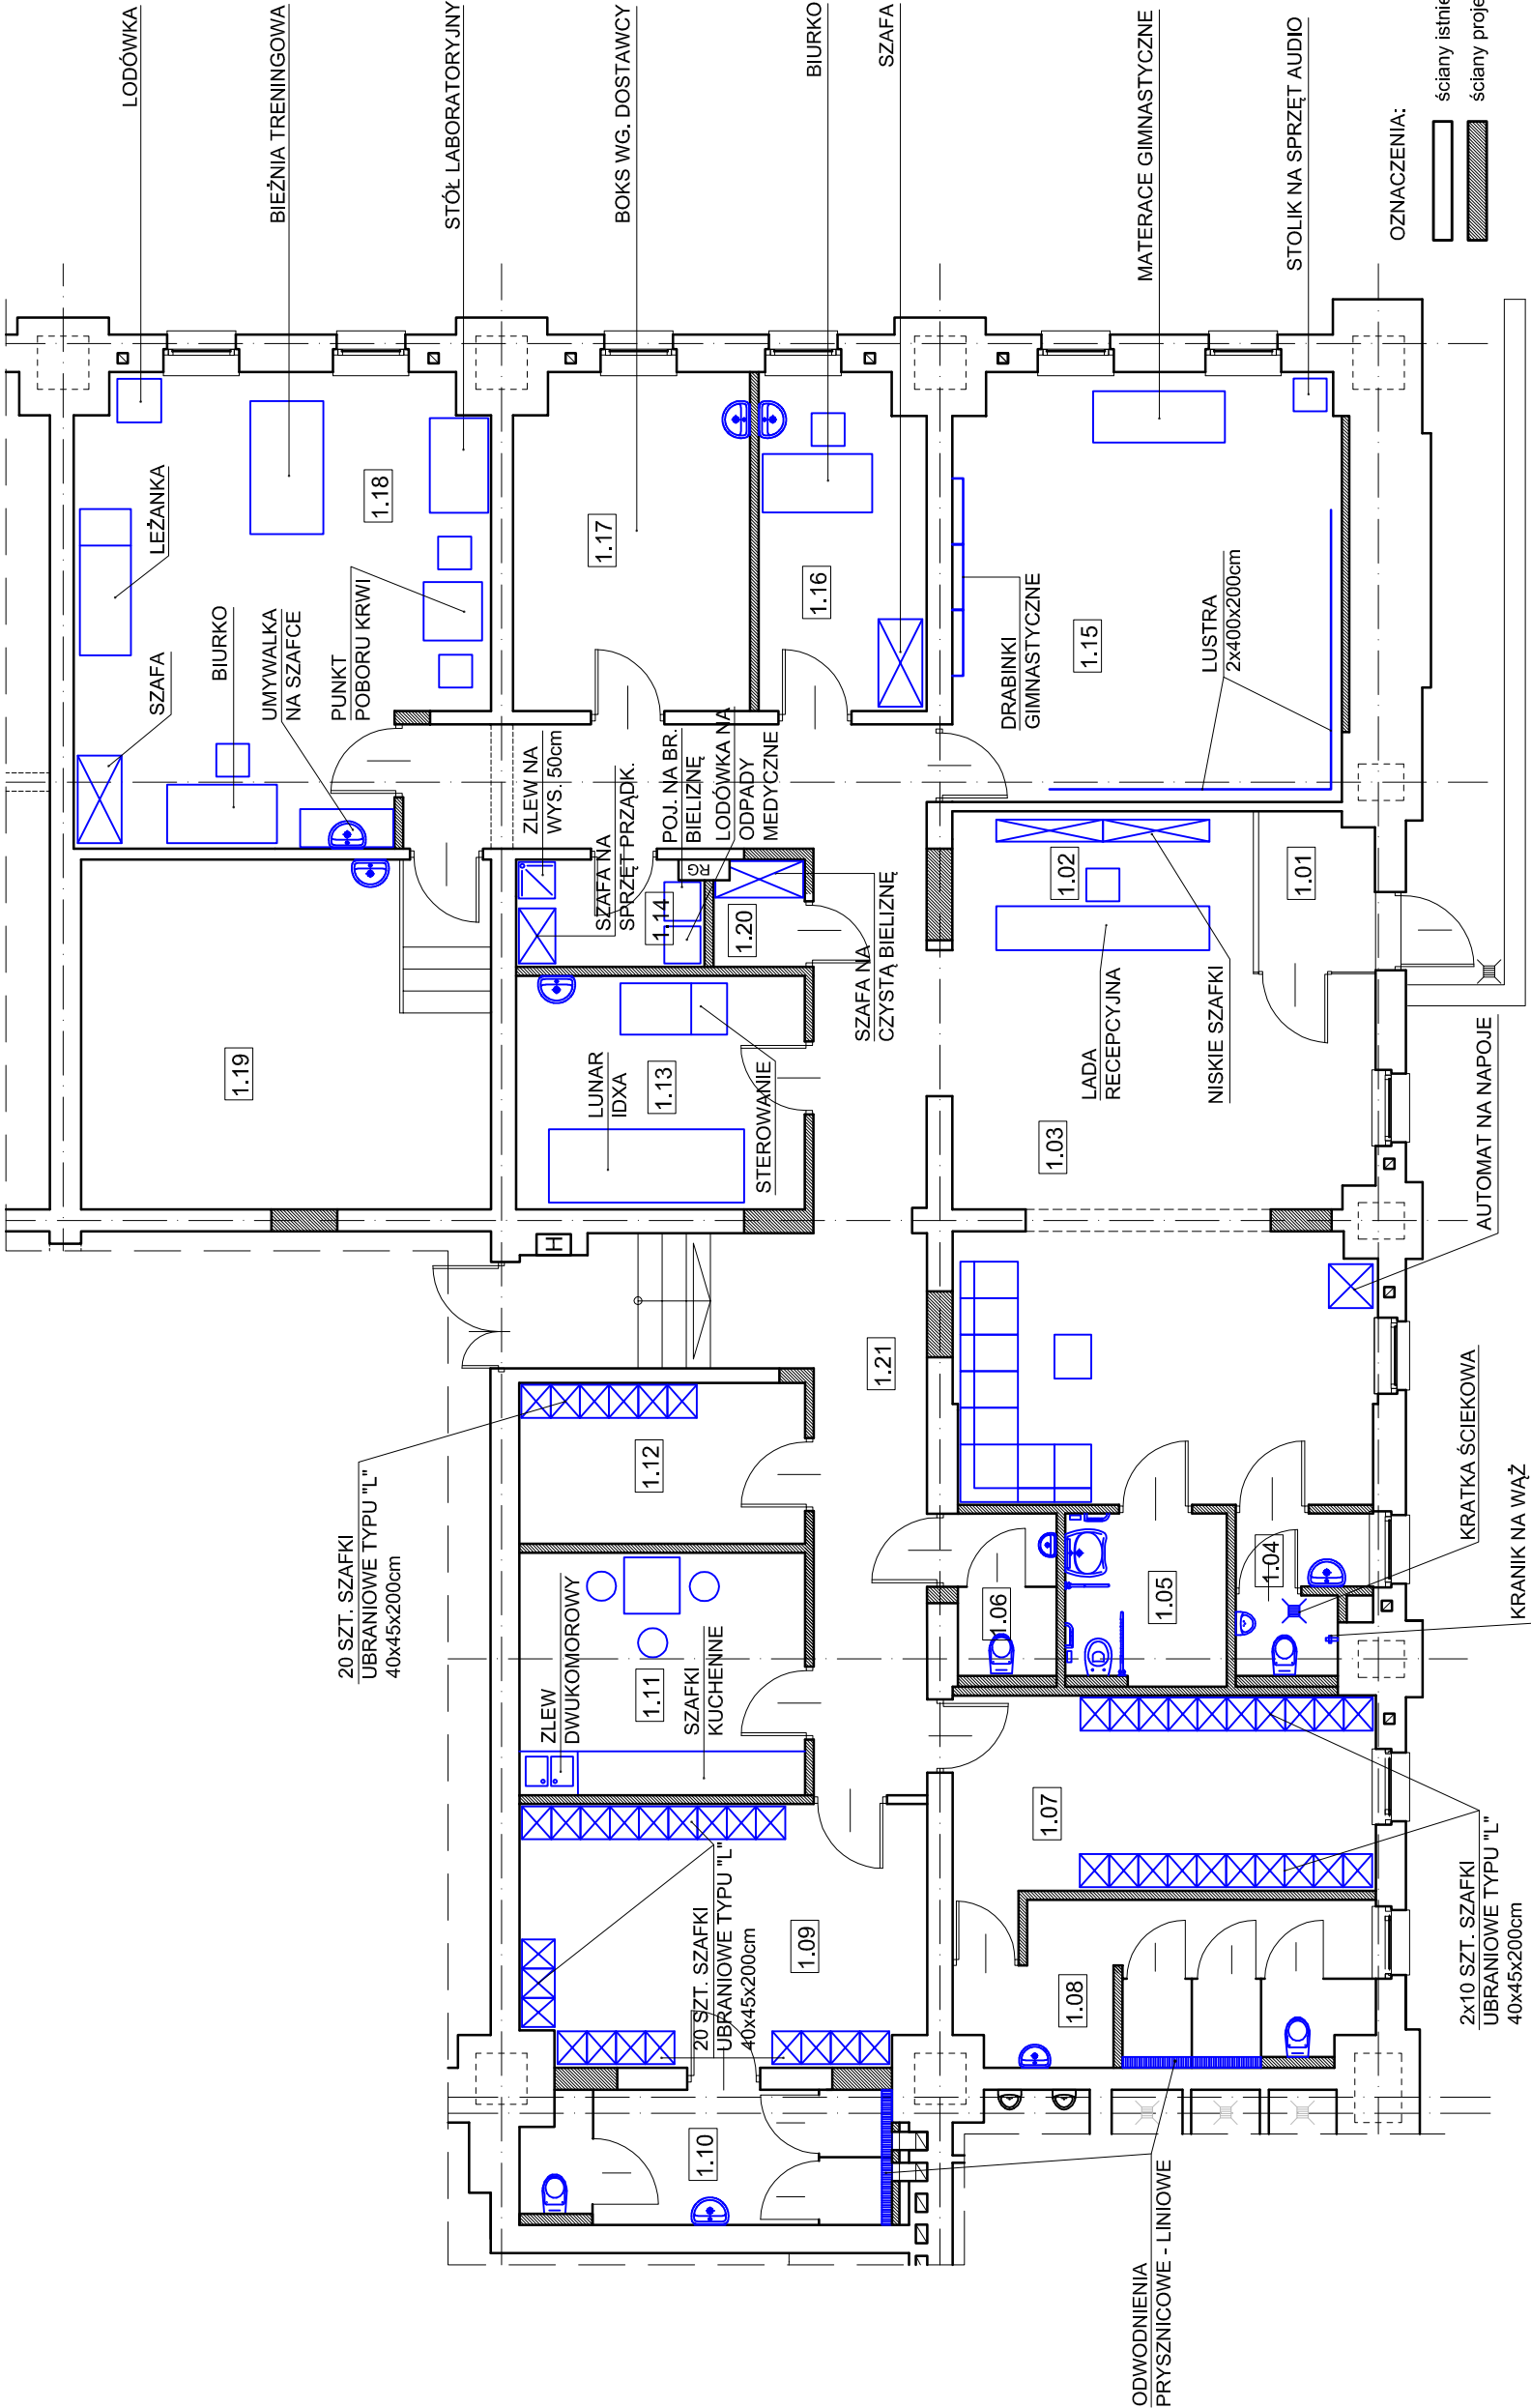 LODÓWKA
BIEŻNIA TRENINGOWA
STÓŁ LABORATORYJNY
BOKS WG. DOSTAWCY
BIURKO
SZAFA
MATERACE GIMNASTYCZNE
STOLIK NA SPRZĘT AUDIO
OZNACZENIA:
ściany istnie
ściany proje
LEŻANKA
1.18
SZAFA
BIURKO
UMYWALKA
NA SZAFCE
PUNKT
POBORU KRWI
1.17
1.16
1.15
DRABINKI
GIMNASTYCZNE
LUSTRA
2x400x200cm
ZLEW NA
WYS. 50cm
SZAFA NA
SPRZĘT PRZĄDK.
POJ. NA BR.
BIELIZNĘ
LODÓWKA NA
ODPADY
MEDYCZNE
RG
1.14
1.20
SZAFA NA
CZYSTĄ BIELIZNĘ
1.02
1.01
LADA
RECEPCYJNA
NISKIE SZAFKI
1.19
LUNAR
IDXA
1.13
STEROWANIE
1.03
AUTOMAT NA NAPOJE
H
1.21
20 SZT. SZAFKI
UBRANIOWE TYPU "L"
40x45x200cm
1.12
ZLEW
DWUKOMOROWY
1.11
SZAFKI
KUCHENNE
1.06
1.05
1.04
KRATKA ŚCIEKOWA
KRANIK NA WĄŻ
1.07
2x10 SZT. SZAFKI
UBRANIOWE TYPU "L"
40x45x200cm
20 SZT. SZAFKI
UBRANIOWE TYPU "L"
40x45x200cm
1.09
1.08
1.10
ODWODNIENIA
PRYSZNICOWE - LINIOWE